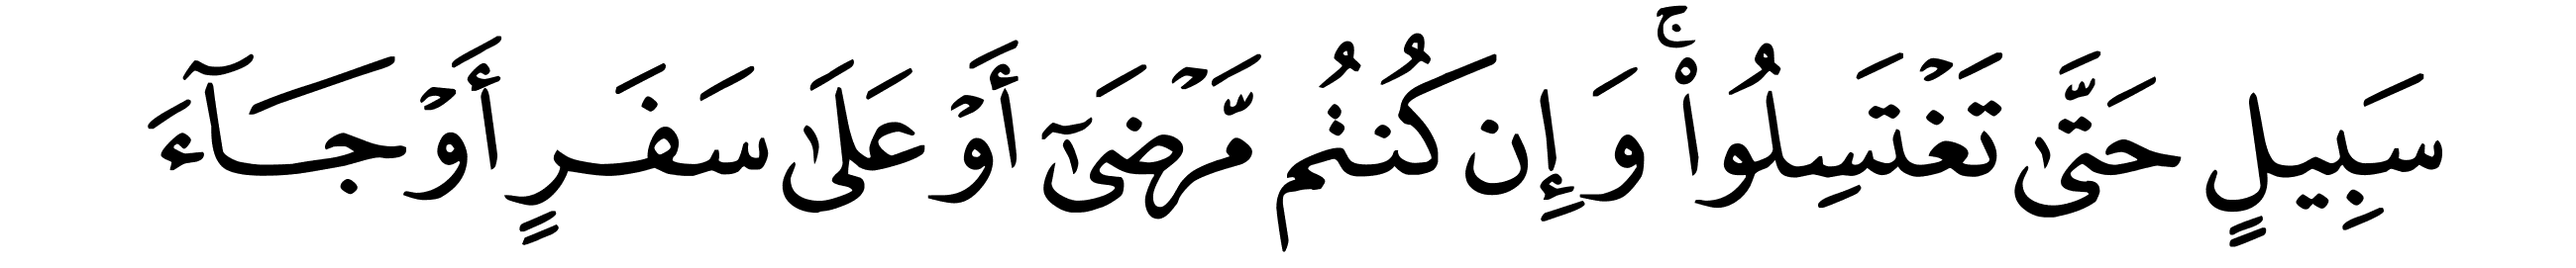 سَبِيلٍ حَتَّىٰ تَغْتَسِلُوا۟ ۚ وَإِن كُنتُم مَّرْضَىٰٓ أَوْ عَلَىٰ سَفَرٍ أَوْ جَآءَ